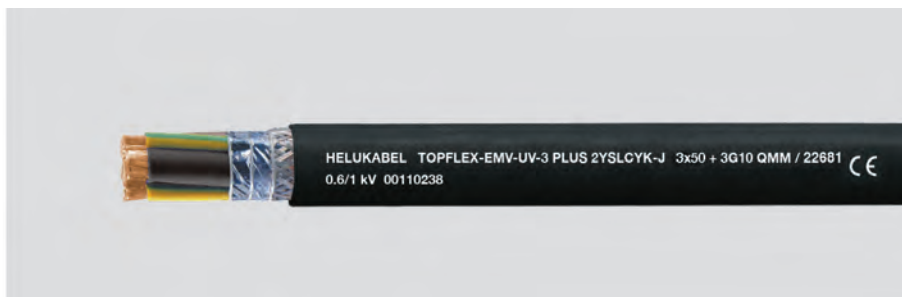 HELUKABEL TOPFLEX-EMV-UV-3 PLUS 2YSLCYK-J 3x50 + 3G10 QMM / 22681 CE
0.6/1 kV 00110238